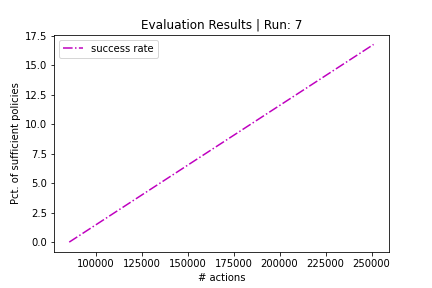 Evaluation Results | Run: 7
success rate
Pct. of sufficient policies
17.5
15.0
12.5
10.0
7.5
5.0
2.5
0.0
100000 125000 150000 175000 200000 225000 250000
# actions